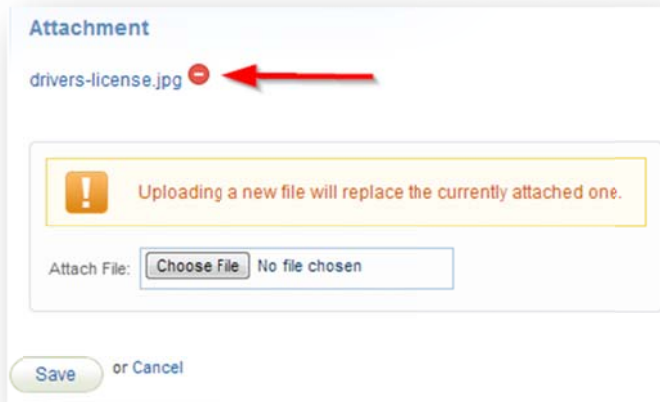 Attachment
drivers-license.jpg
Uploading a new file will replace the currently attached one.
Attach File: Choose File No file chosen
Save or Cancel